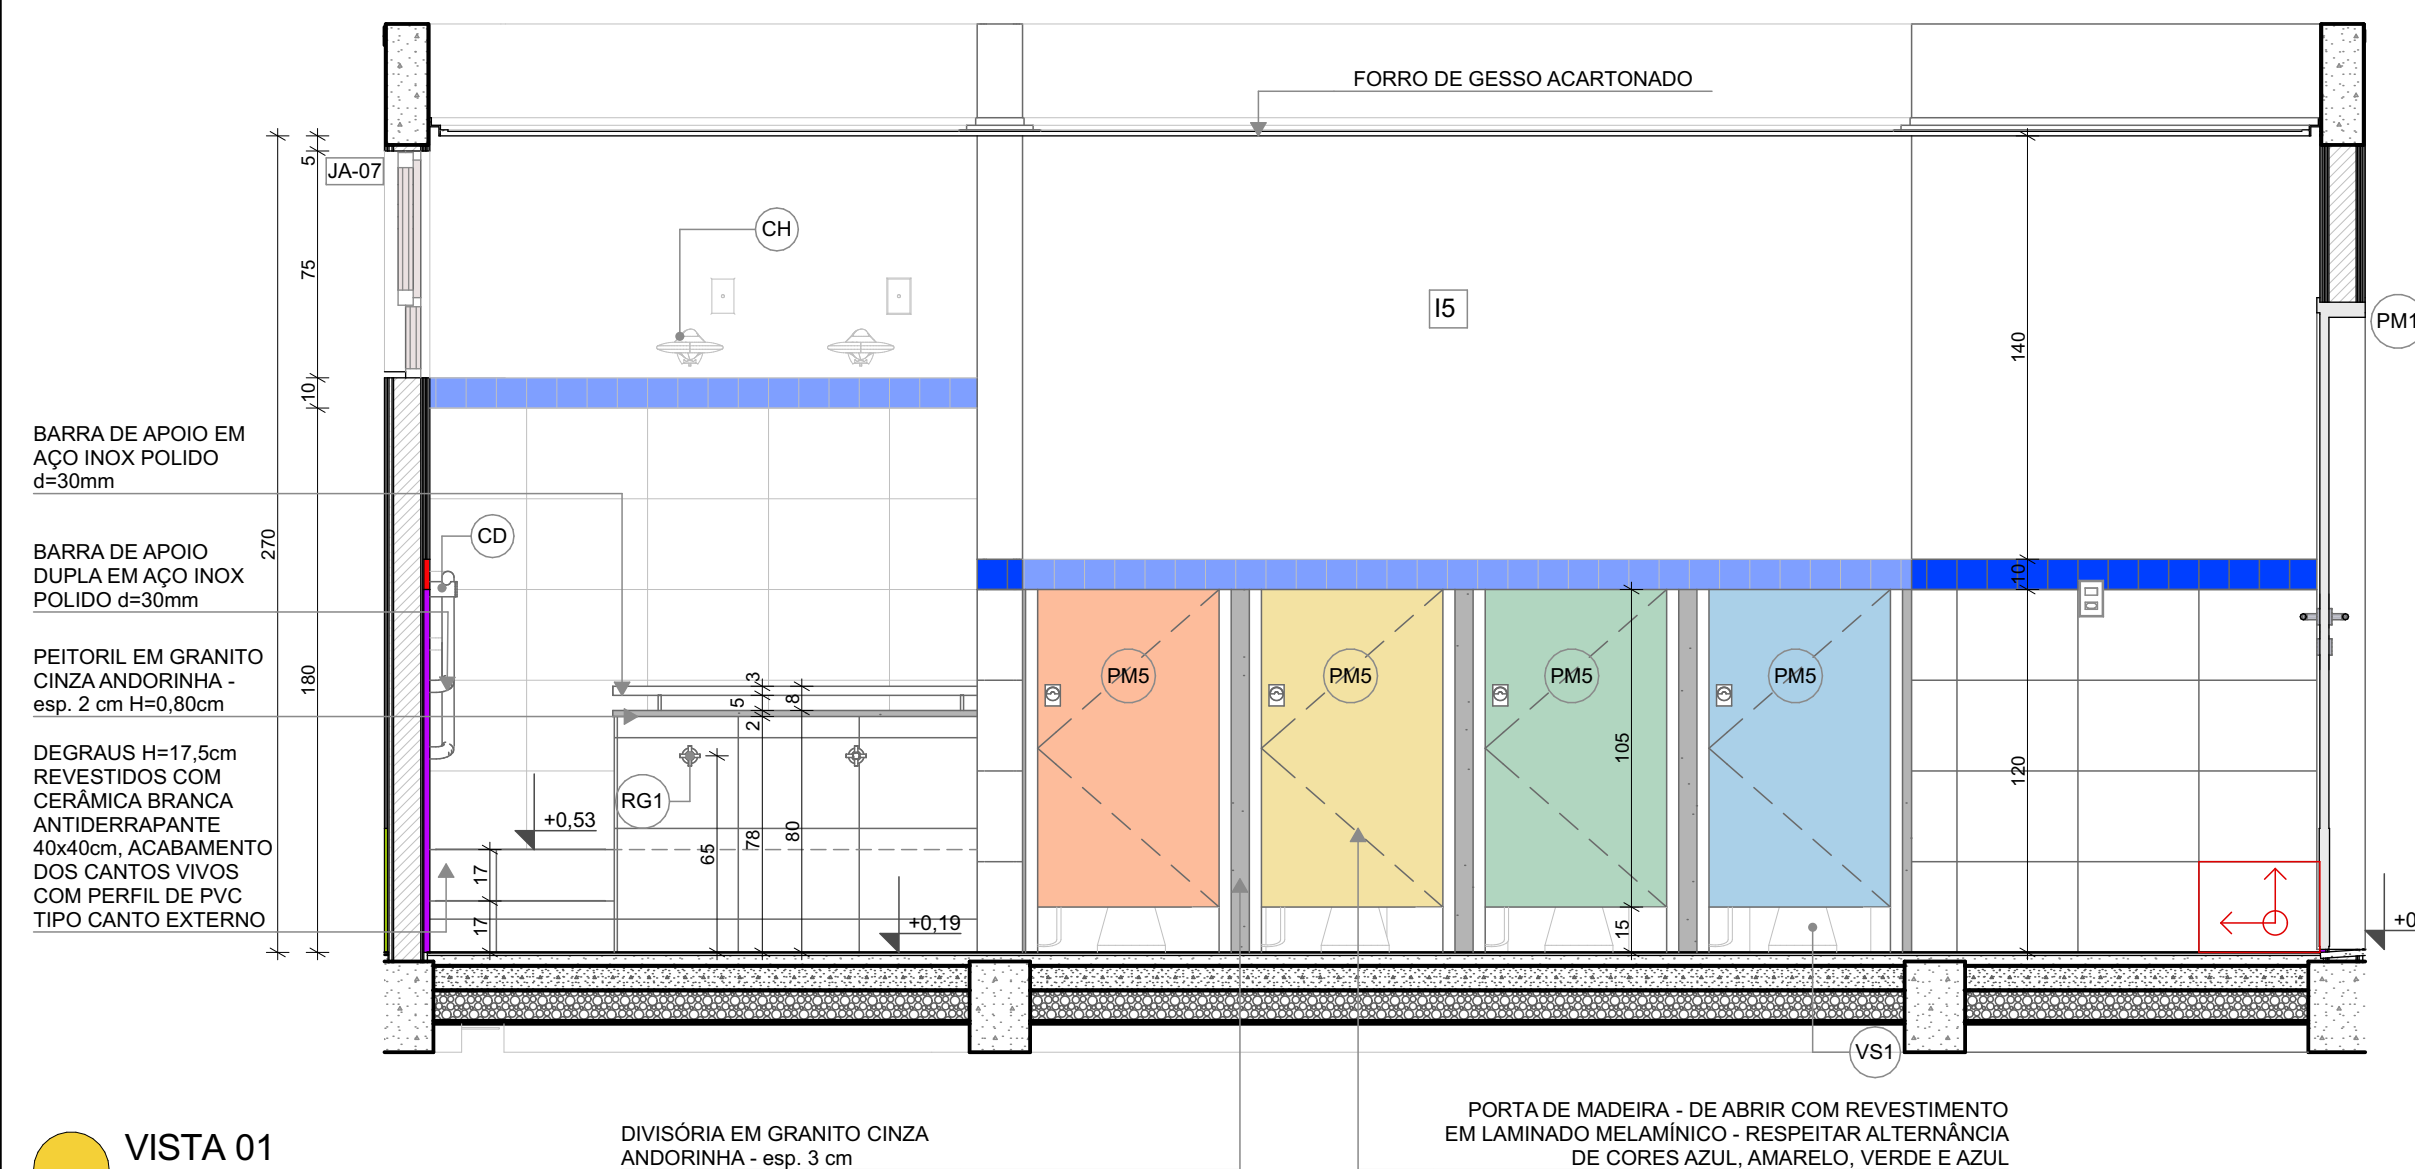 FORRO DE GESSO ACARTONADO
JA-07
CH
I5
PM1
5
75
10
270
180
140
10
120
BARRA DE APOIO EM
AÇO INOX POLIDO
d=30mm
BARRA DE APOIO
DUPLA EM AÇO INOX
POLIDO d=30mm
PEITORIL EM GRANITO
CINZA ANDORINHA -
esp. 2 cm H=0,80cm
DEGRAUS H=17,5cm
REVESTIDOS COM
CERÂMICA BRANCA
ANTIDERRAPANTE
40x40cm, ACABAMENTO
DOS CANTOS VIVOS
COM PERFIL DE PVC
TIPO CANTO EXTERNO
CD
3
5
8
2
RG1
+0,53
65
78
80
17
17
+0,19
PM5
PM5
PM5
PM5
105
15
+0
VS1
VISTA 01
DIVISÓRIA EM GRANITO CINZA
ANDORINHA - esp. 3 cm
PORTA DE MADEIRA - DE ABRIR COM REVESTIMENTO
EM LAMINADO MELAMÍNICO - RESPEITAR ALTERNÂNCIA
DE CORES AZUL, AMARELO, VERDE E AZUL